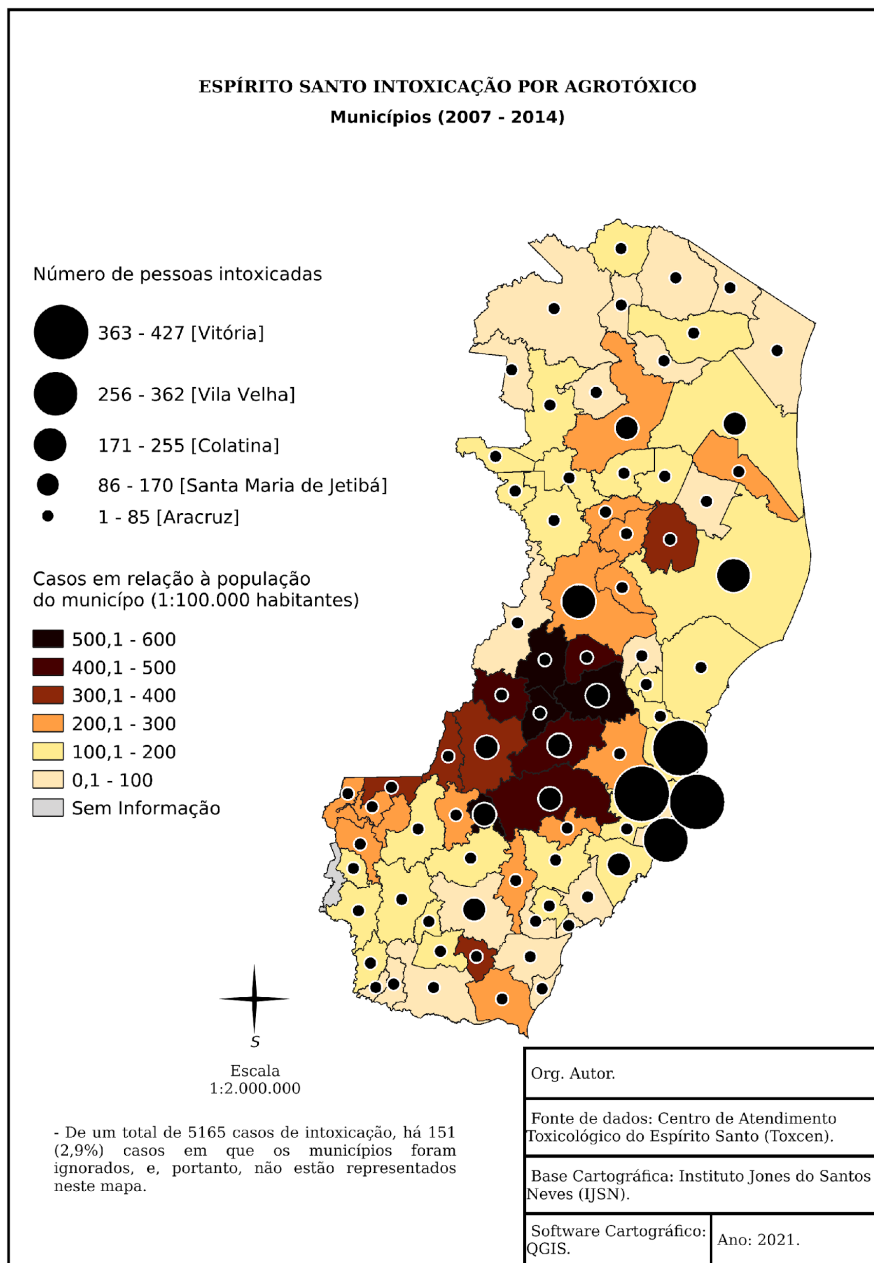 ESPÍRITO SANTO INTOXICAÇÃO POR AGROTÓXICO
Municípios (2007 - 2014)
Número de pessoas intoxicadas
363 - 427 [Vitória]
256 - 362 [Vila Velha]
171 - 255 [Colatina]
86 - 170 [Santa Maria de Jetibá]
1 - 85 [Aracruz]
Casos em relação à população
do municípo (1:100.000 habitantes)
500,1 - 600
400,1 - 500
300,1 - 400
200,1 - 300
100,1 - 200
0,1 - 100
Sem Informação
S
Escala
1:2.000.000
- De um total de 5165 casos de intoxicação, há 151
(2,9%) casos em que os municípios foram
ignorados, e, portanto, não estão representados
neste mapa.
Org. Autor.
Fonte de dados: Centro de Atendimento
Toxicológico do Espírito Santo (Toxcen).
Base Cartográfica: Instituto Jones do Santos
Neves (IJSN).
Software Cartográfico:
QGIS.
Ano: 2021.